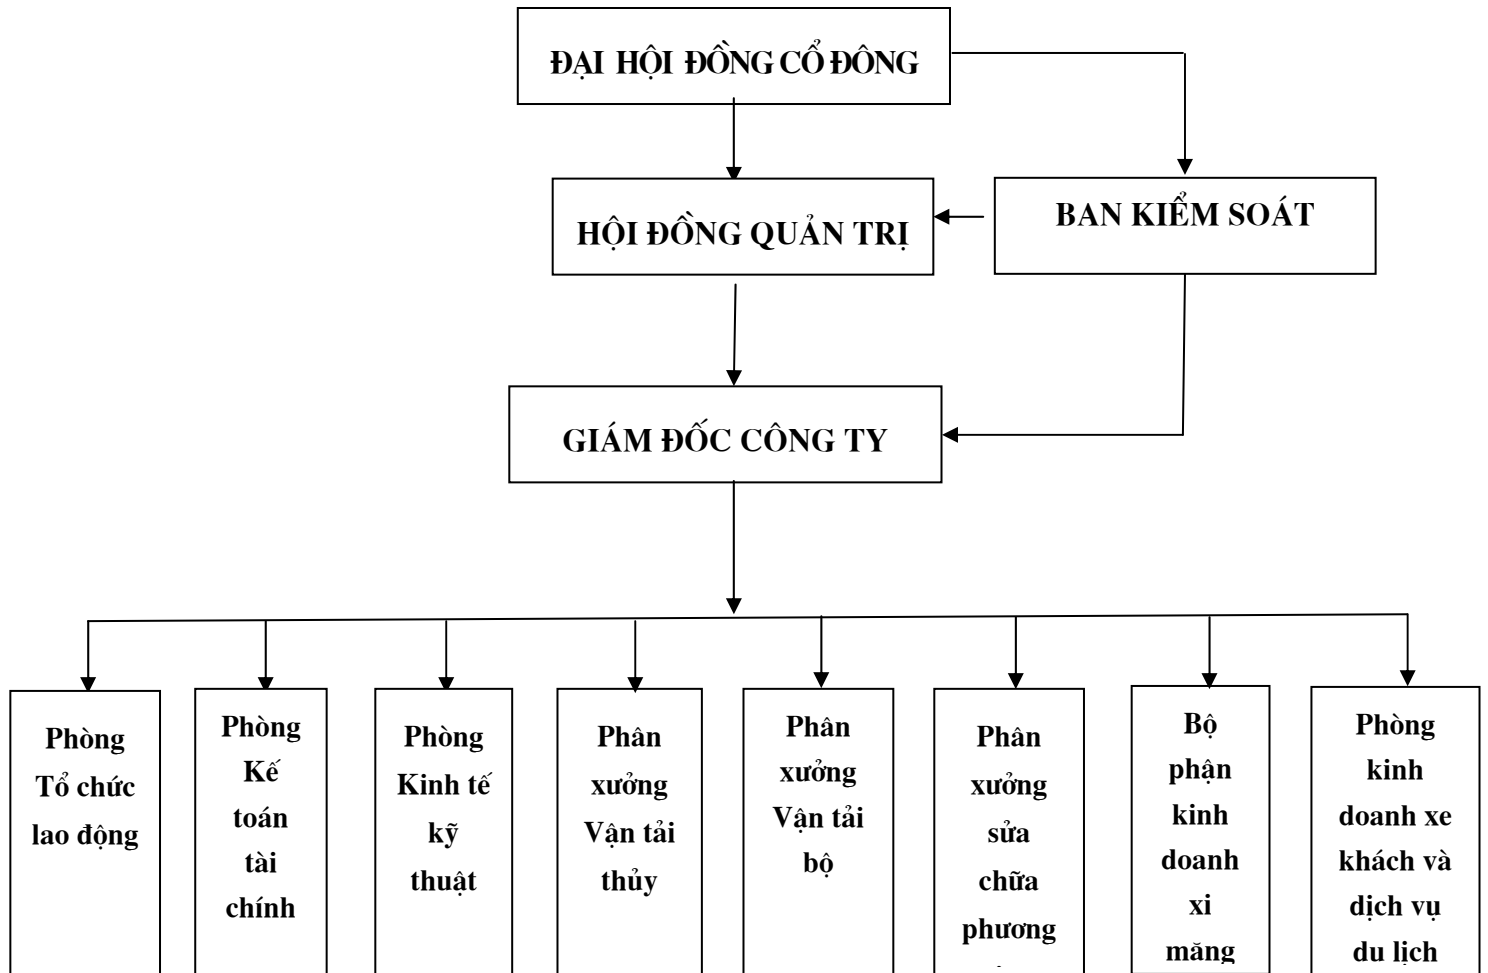 ĐẠI HỘI ĐỒNG CỔ ĐÔNG
HỘI ĐỒNG QUẢN TRỊ
BAN KIỂM SOÁT
GIÁM ĐỐC CÔNG TY
Phòng
Tổ chức
lao động
Phòng
Kế
toán
tài
chính
Phòng
Kinh tế
kỹ
thuật
Phân
xưởng
Vận tải
thủy
Phân
xưởng
Vận tải
bộ
Phân
xưởng
sửa
chữa
phương
Bộ
phận
kinh
doanh
xi
măng
Phòng
kinh
doanh xe
khách và
dịch vụ
du lịch